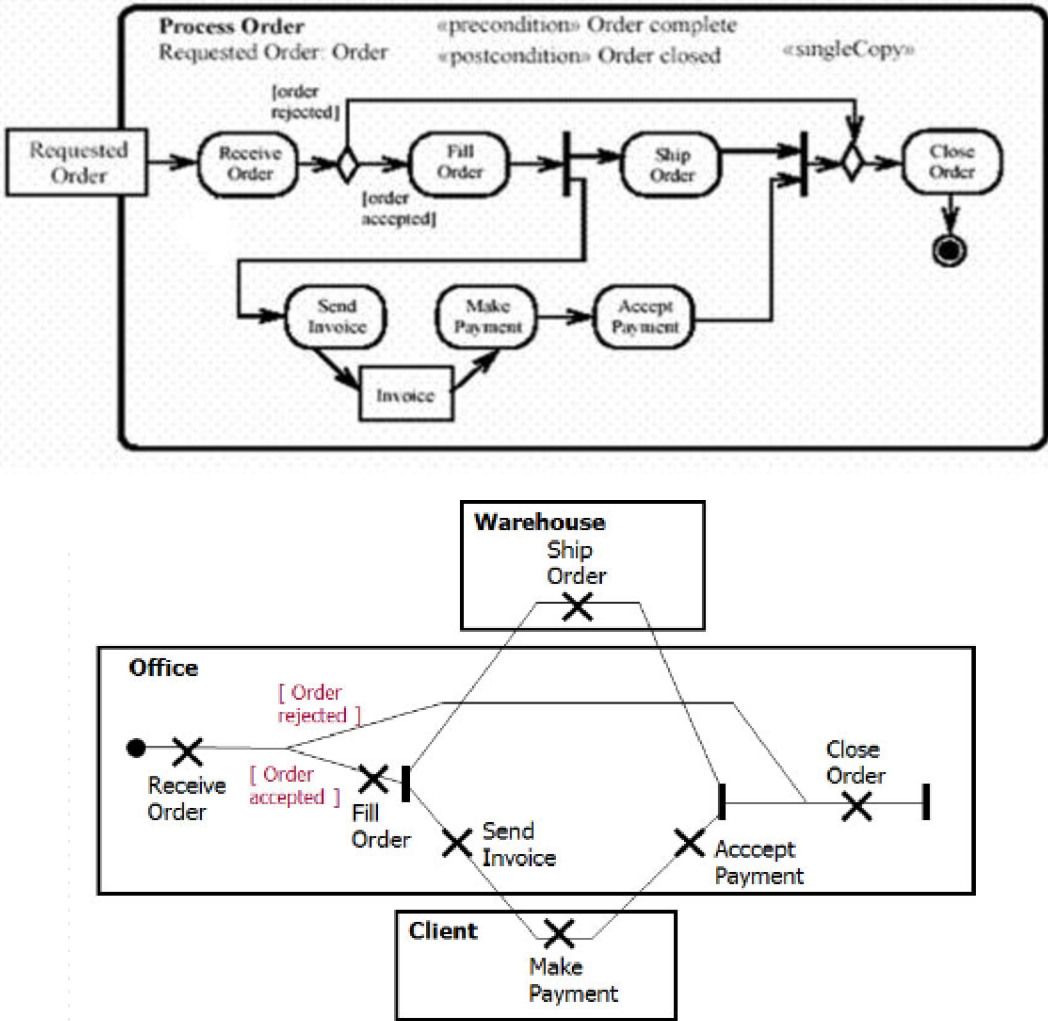 Process Order
«precondition» Order complete
Requested Order: Order
«postcondition» Order closed
«singleCopy»
[order
rejected]
Requested
Order
Receive
Order
Fill
Order
Ship
Order
Close
Order
[order
accepted]
Send
Invoice
Make
Payment
Accept
Payment
Invoice
Warehouse
Ship
Order
Office
[ Order
rejected ]
Receive
Order
[ Order
accepted ]
Fill
Order
Send
Invoice
Close
Order
Acccept
Payment
Client
Make
Payment